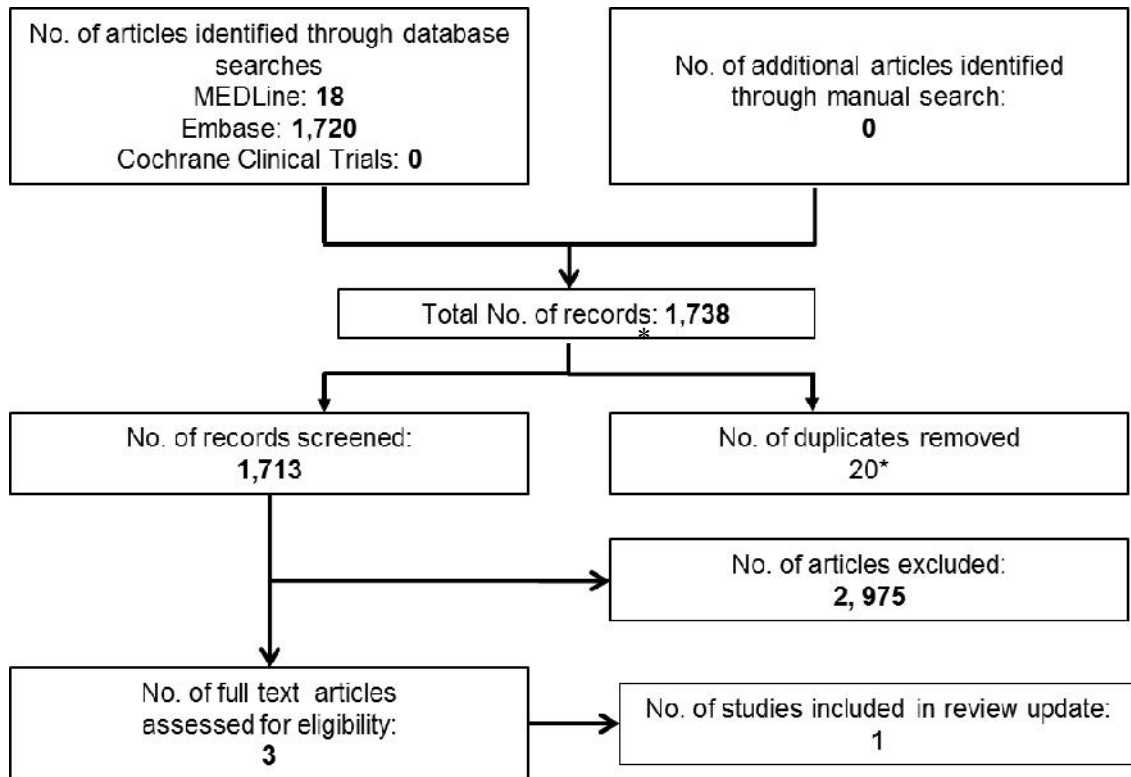 No. of articles identified through database
searches
MEDLine: 18
Embase: 1,720
Cochrane Clinical Trials: 0
No. of additional articles identified
through manual search:
0
Total No. of records: 1,738
*
No. of records screened:
1,713
No. of duplicates removed
20*
No. of articles excluded:
2, 975
No. of full text articles
assessed for eligibility:
3
No. of studies included in review update:
1